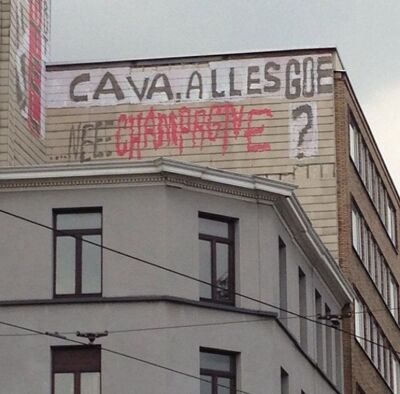 CAVA. ALLES GOE
....NEE: CHAMPAGNE ?